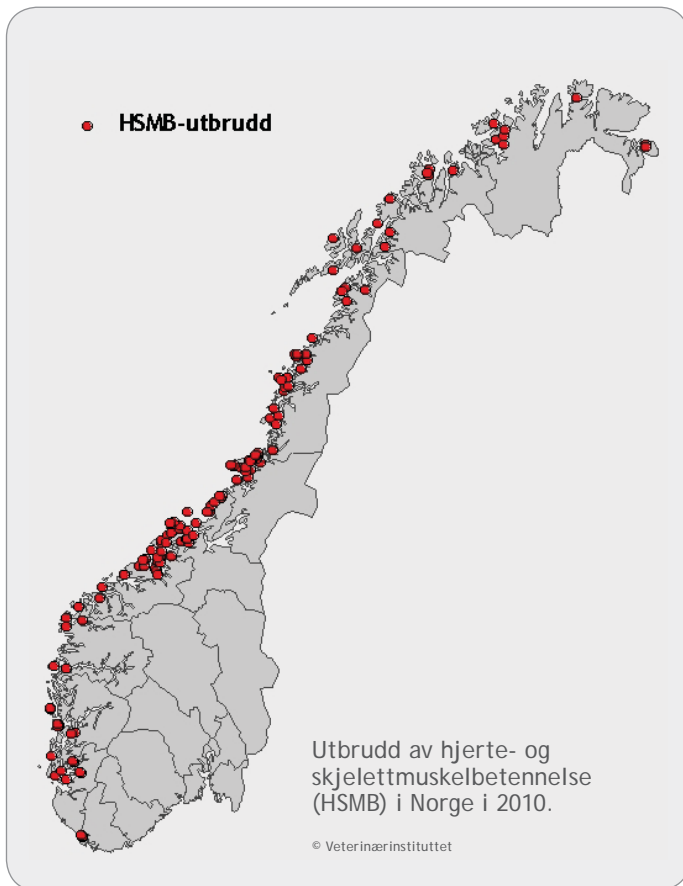 HSMB-utbrudd
Utbrudd av hjerte- og
skjelettmuskelbetennelse
(HSMB) i Norge i 2010.
© Veterinærinstituttet